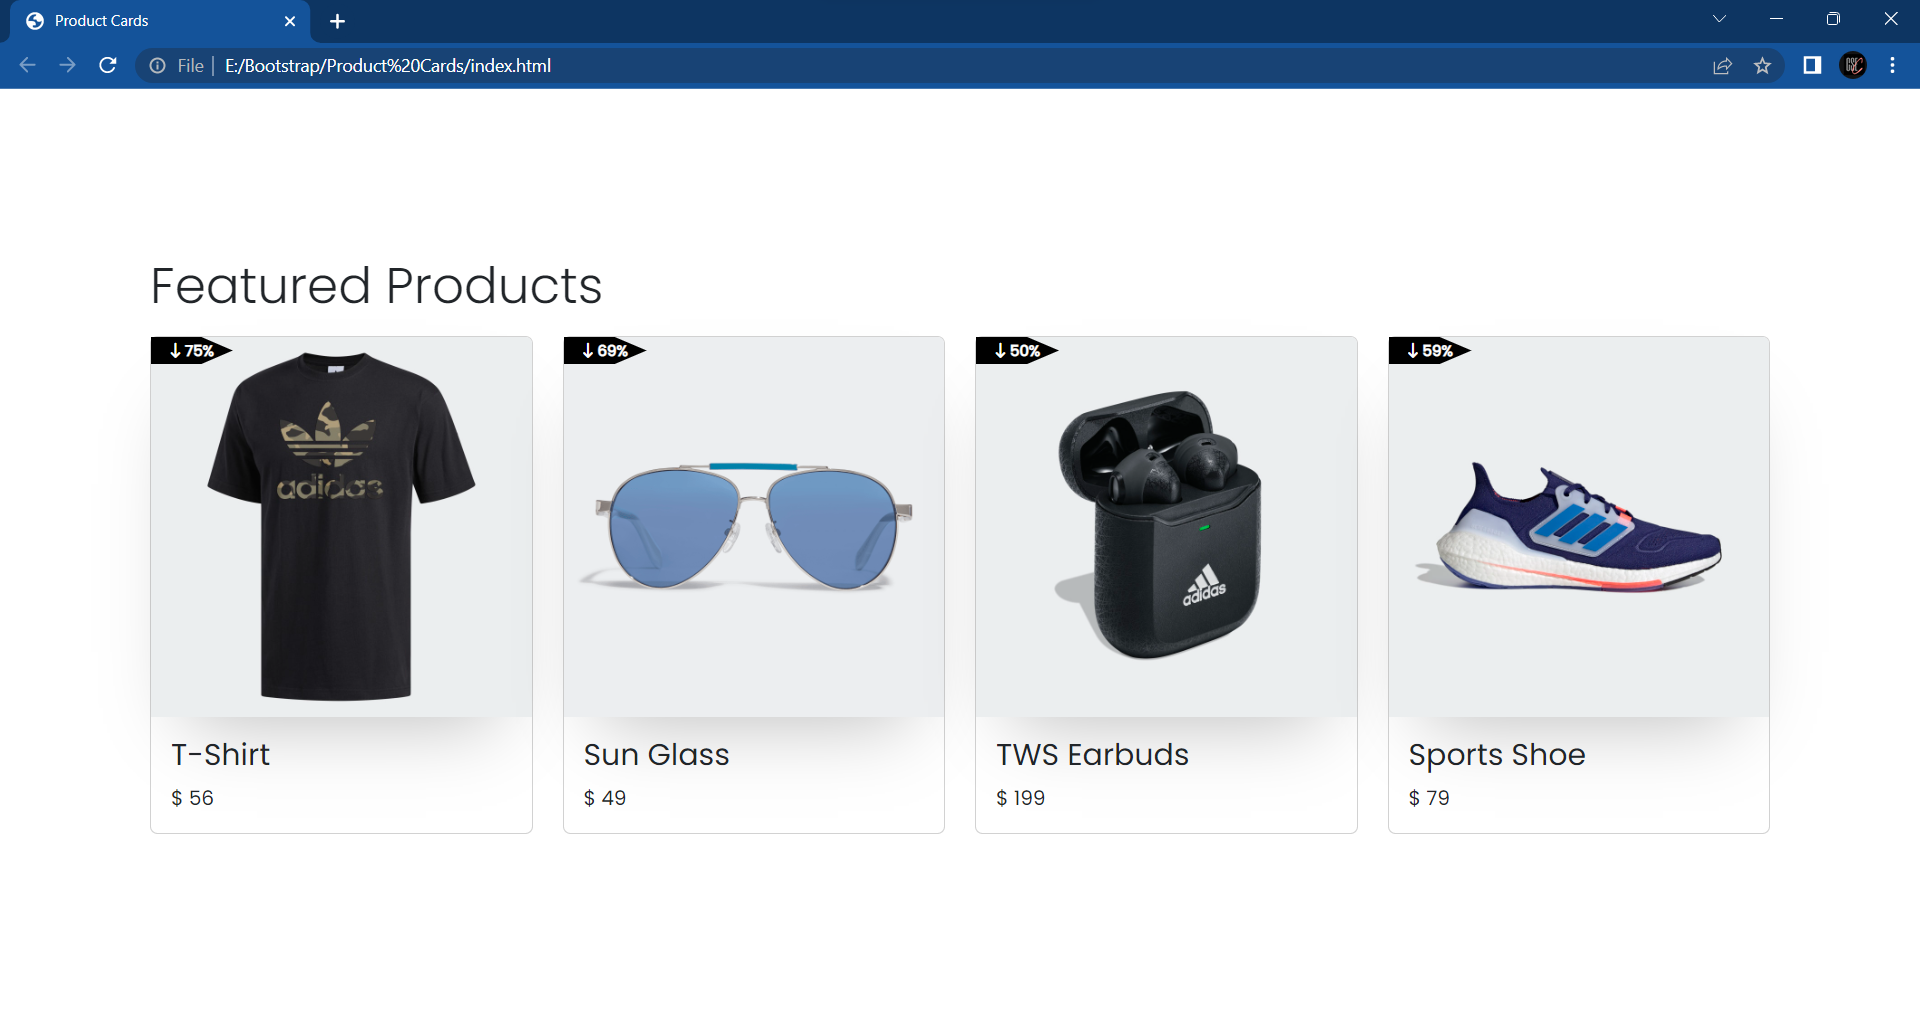 Product Cards
File
E:/Bootstrap/Product%20Cards/index.html
Featured Products
↓75%
↓69%
↓50%
↓59%
adidas
adidas
T-Shirt
Sun Glass
TWS Earbuds
Sports Shoe
$ 56
$ 49
$ 199
$ 79